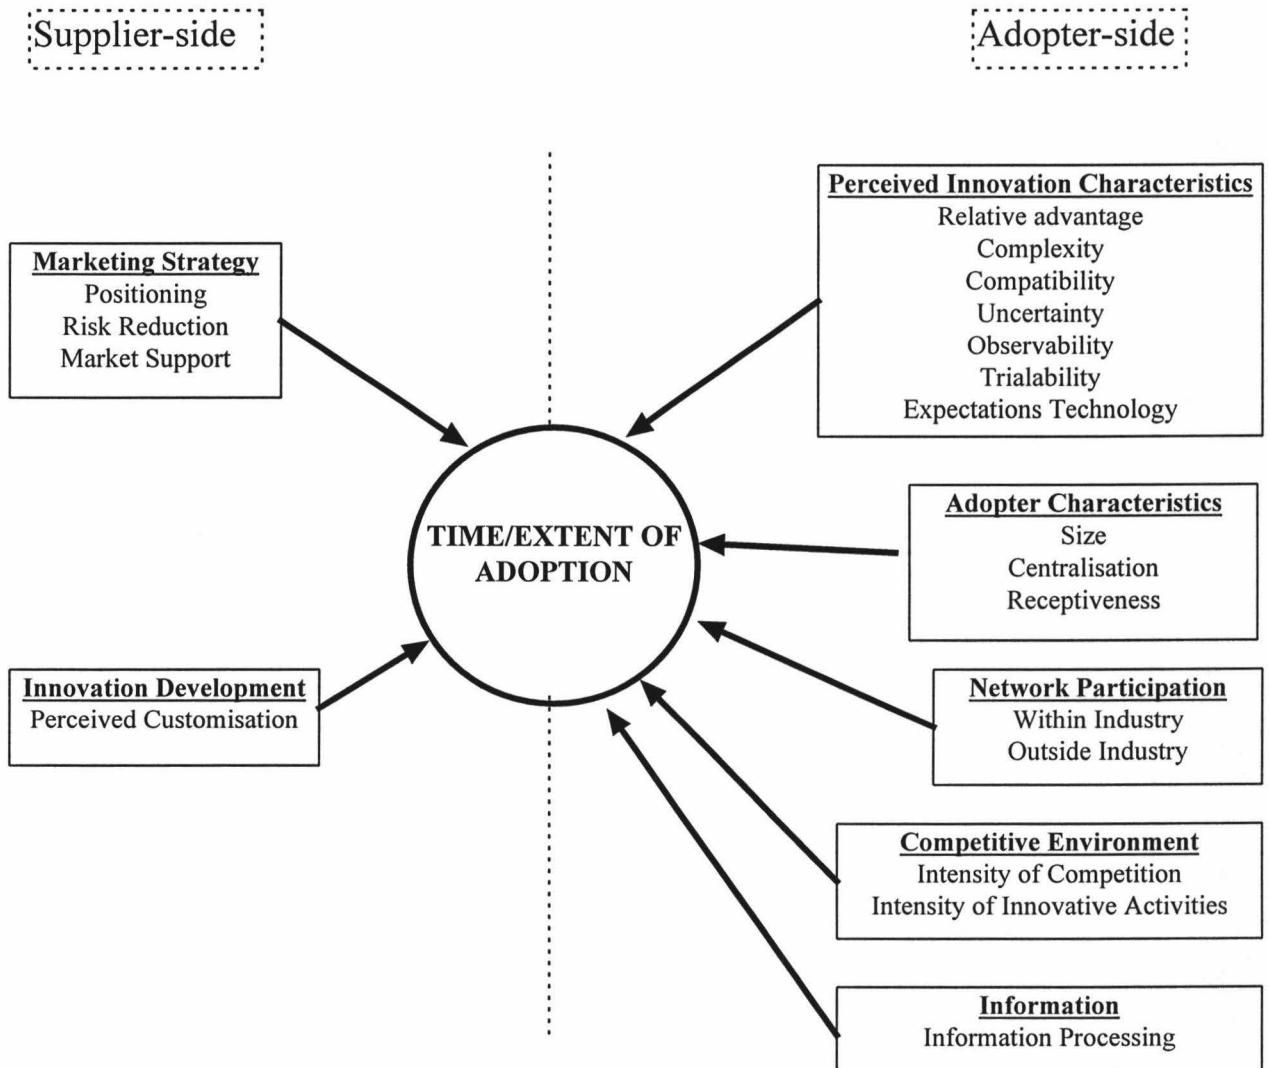 Supplier-side
Adopter-side
Marketing Strategy
Positioning
Risk Reduction
Market Support
Innovation Development
Perceived Customisation
TIME/EXTENT OF
ADOPTION
Perceived Innovation Characteristics
Relative advantage
Complexity
Compatibility
Uncertainty
Observability
Trialability
Expectations Technology
Adopter Characteristics
Size
Centralisation
Receptiveness
Network Participation
Within Industry
Outside Industry
Competitive Environment
Intensity of Competition
Intensity of Innovative Activities
Information
Information Processing